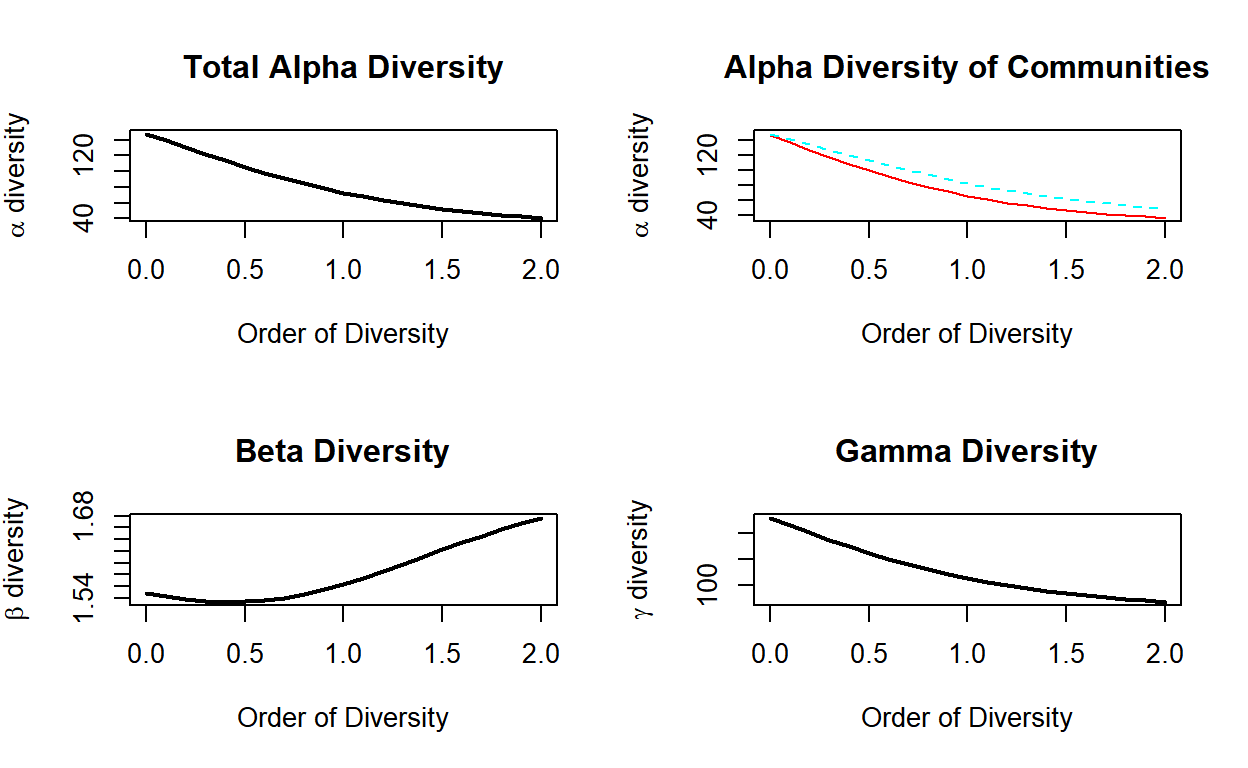 Total Alpha Diversity
α diversity
40 120
0.0 0.5 1.0 1.5 2.0
Order of Diversity
Alpha Diversity of Communities
α diversity
40 120
0.0 0.5 1.0 1.5 2.0
Order of Diversity
Beta Diversity
β diversity
1.54 1.68
0.0 0.5 1.0 1.5 2.0
Order of Diversity
Gamma Diversity
γ diversity
100
0.0 0.5 1.0 1.5 2.0
Order of Diversity